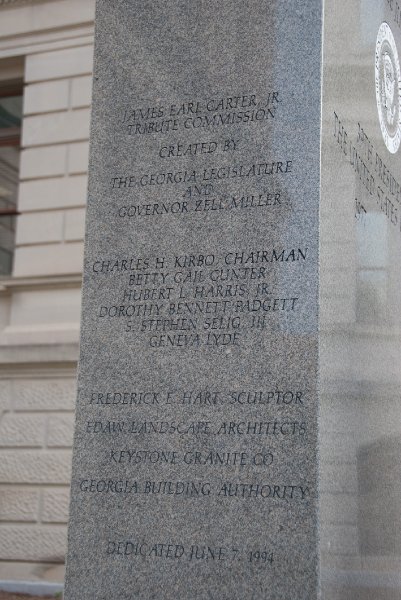 JAMES EARL CARTER, JR.
TRIBUTE COMMISSION
CREATED BY
THE GEORGIA LEGISLATURE
AND
GOVERNOR ZELL MILLER
CHARLES H. KIRBO, CHAIRMAN
BETTY GAIL GUNTER
HUBERT L. HARRIS, JR.
DOROTHY BENNETT PADGETT
S. STEPHEN SELIG, III
GENEVA LYDE
FREDERICK E. HART, SCULPTOR
EDAW, LANDSCAPE ARCHITECTS
KEYSTONE GRANITE CO
GEORGIA BUILDING AUTHORITY
DEDICATED JUNE 7, 1994
39TH PRESIDENT
THE UNITED STATES